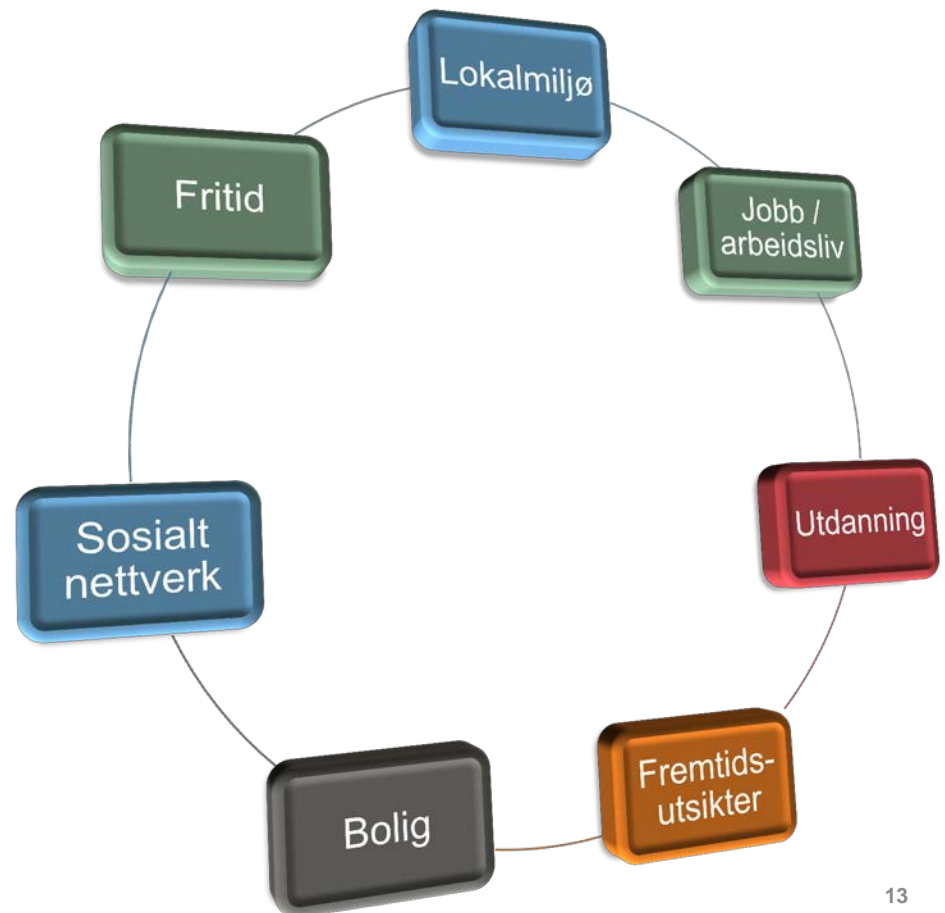 Lokalmiljø
Jobb /
arbeidsliv
Utdanning
Fremtids-
utsikter
Bolig
Sosialt
nettverk
Fritid
13